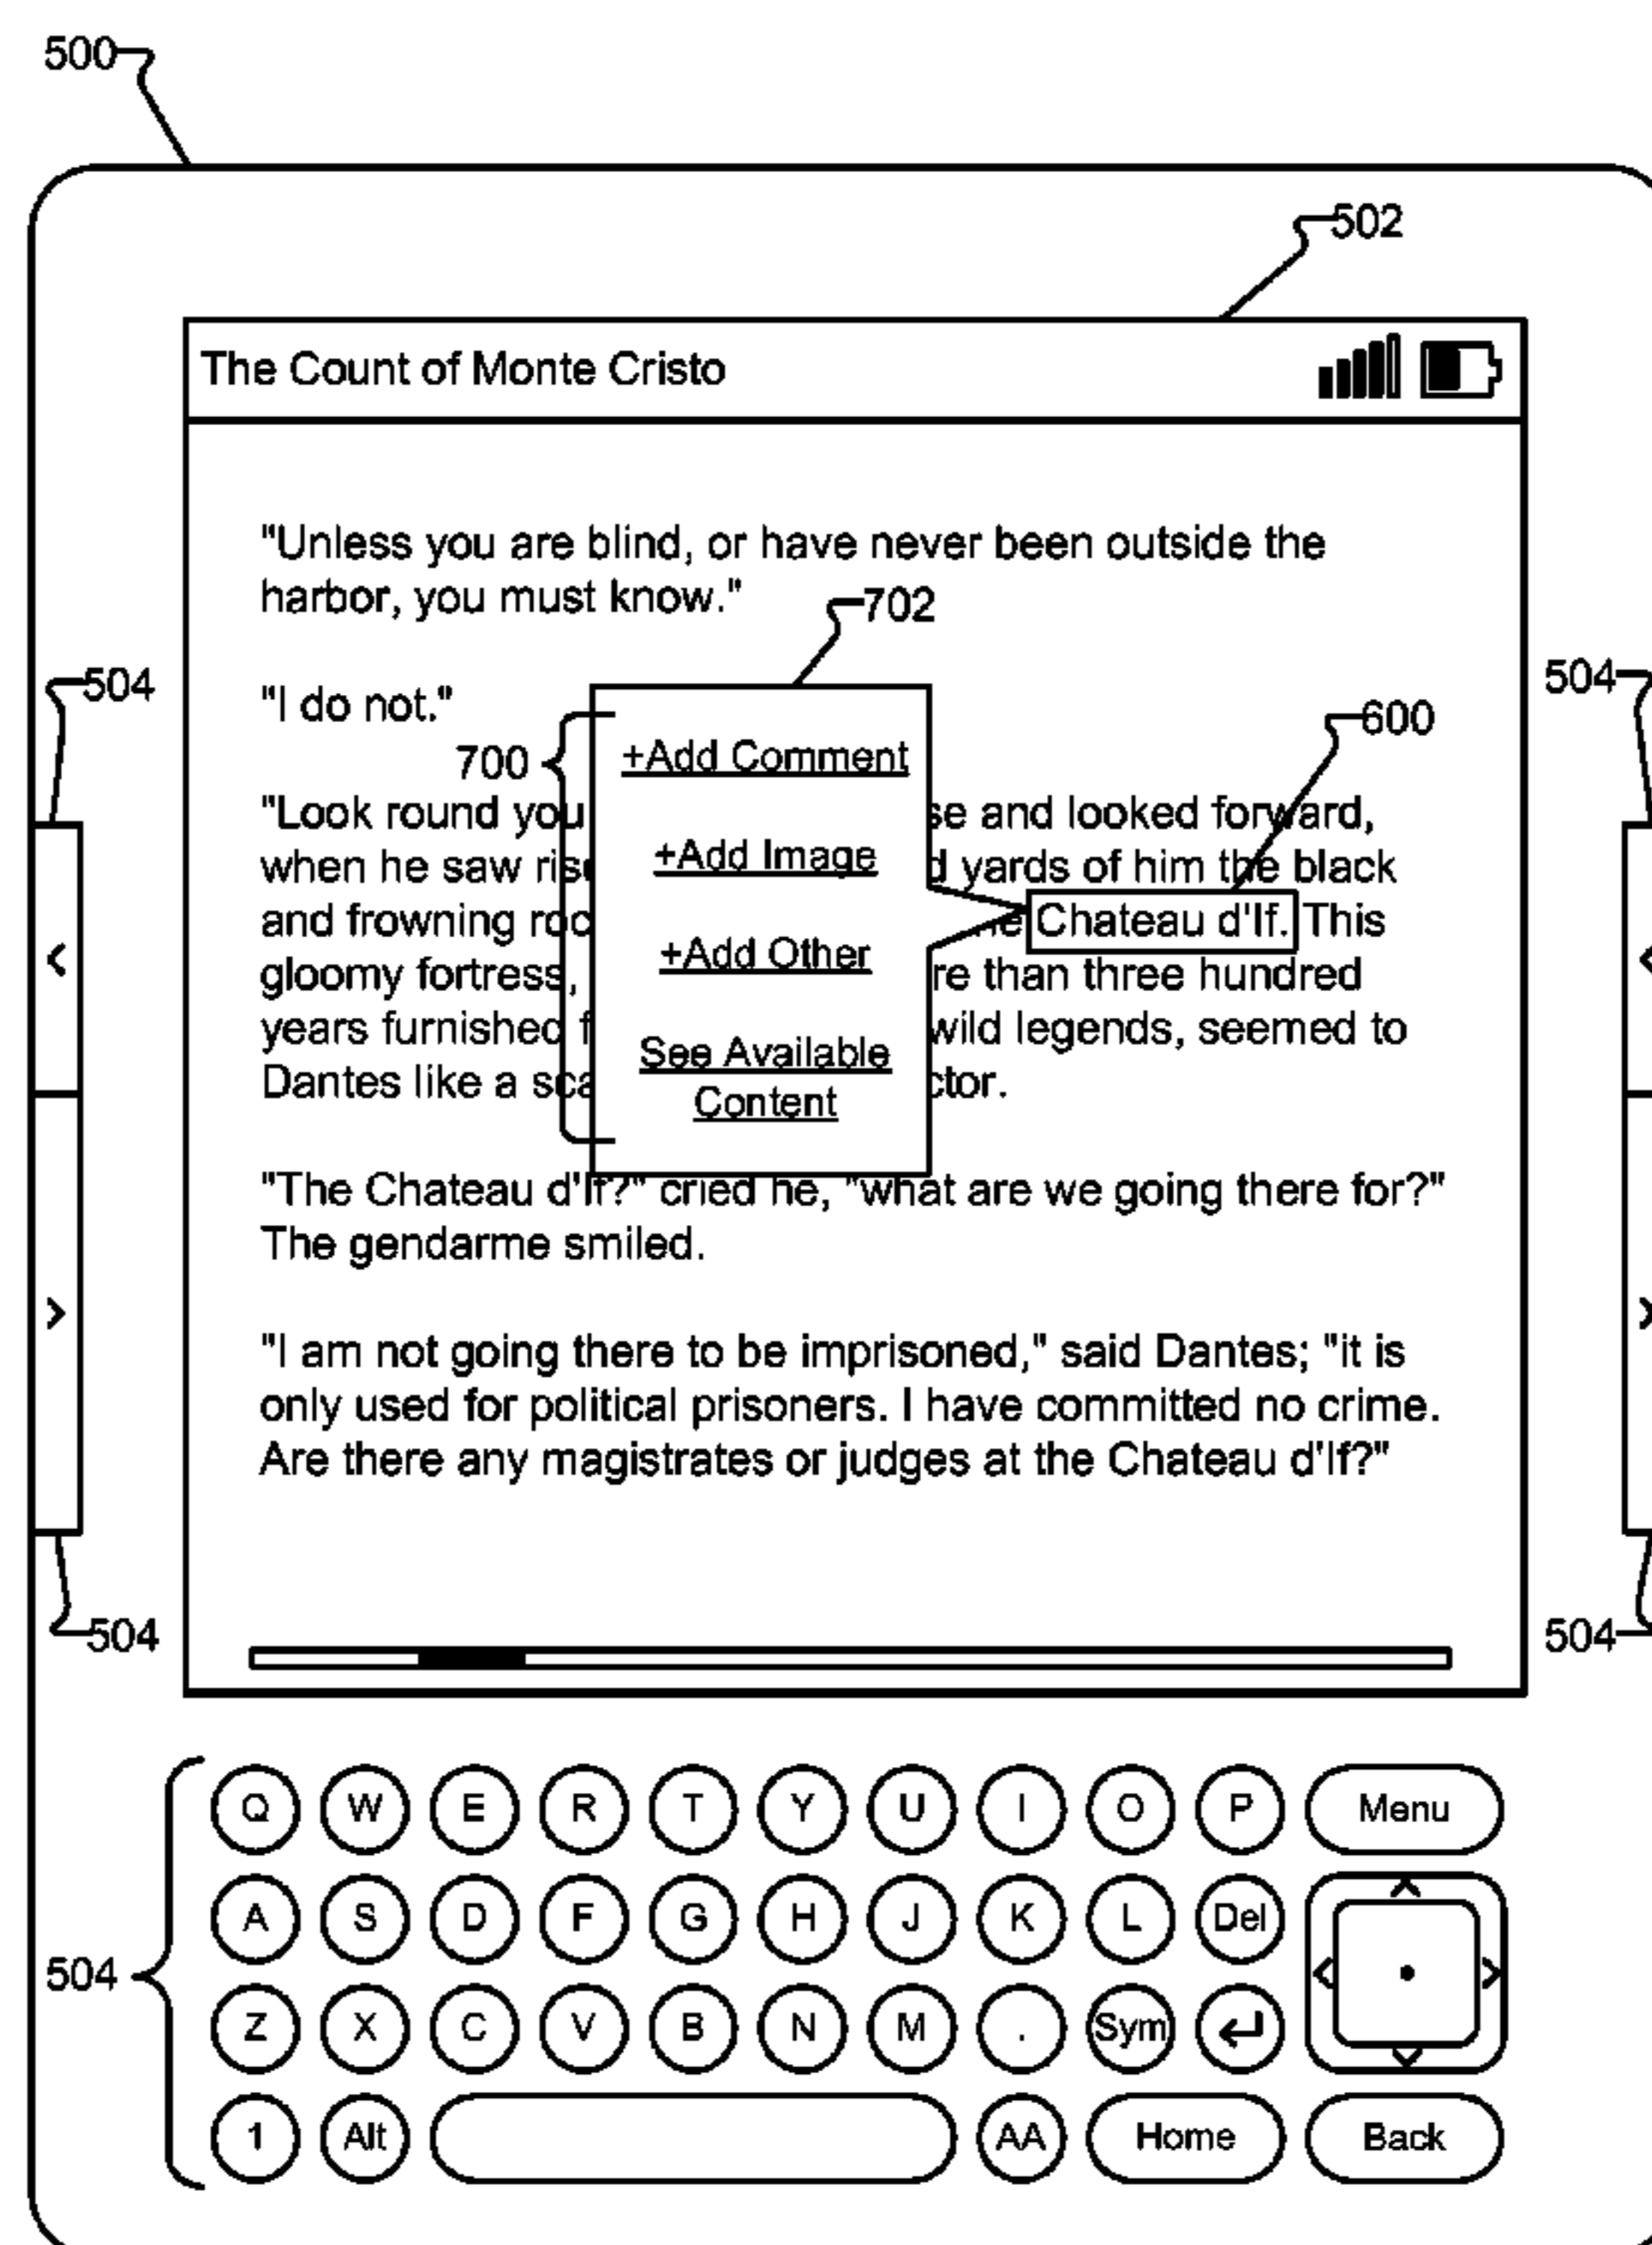 500
502
The Count of Monte Cristo
"Unless you are blind, or have never been outside the
harbor, you must know."
702
504
504
"I do not."
600
700
+Add Comment
"Look round you se and looked forward,
+Add Image
when he saw ris d yards of him the black
and frowning roc Chateau d'If. This
+Add Other
gloomy fortress, re than three hundred
years furnished f wild legends, seemed to
See Available
Dantes like a sca ctor.
Content
"The Chateau d'If?" cried he, "what are we going there for?"
The gendarme smiled.
"I am not going there to be imprisoned," said Dantes; "it is
only used for political prisoners. I have committed no crime.
Are there any magistrates or judges at the Chateau d'If?"
504
504
Q W E R T Y U I O P Menu
A S D F G H J K L Del
504
Z X C V B N M . Sym
1 Alt AA Home Back